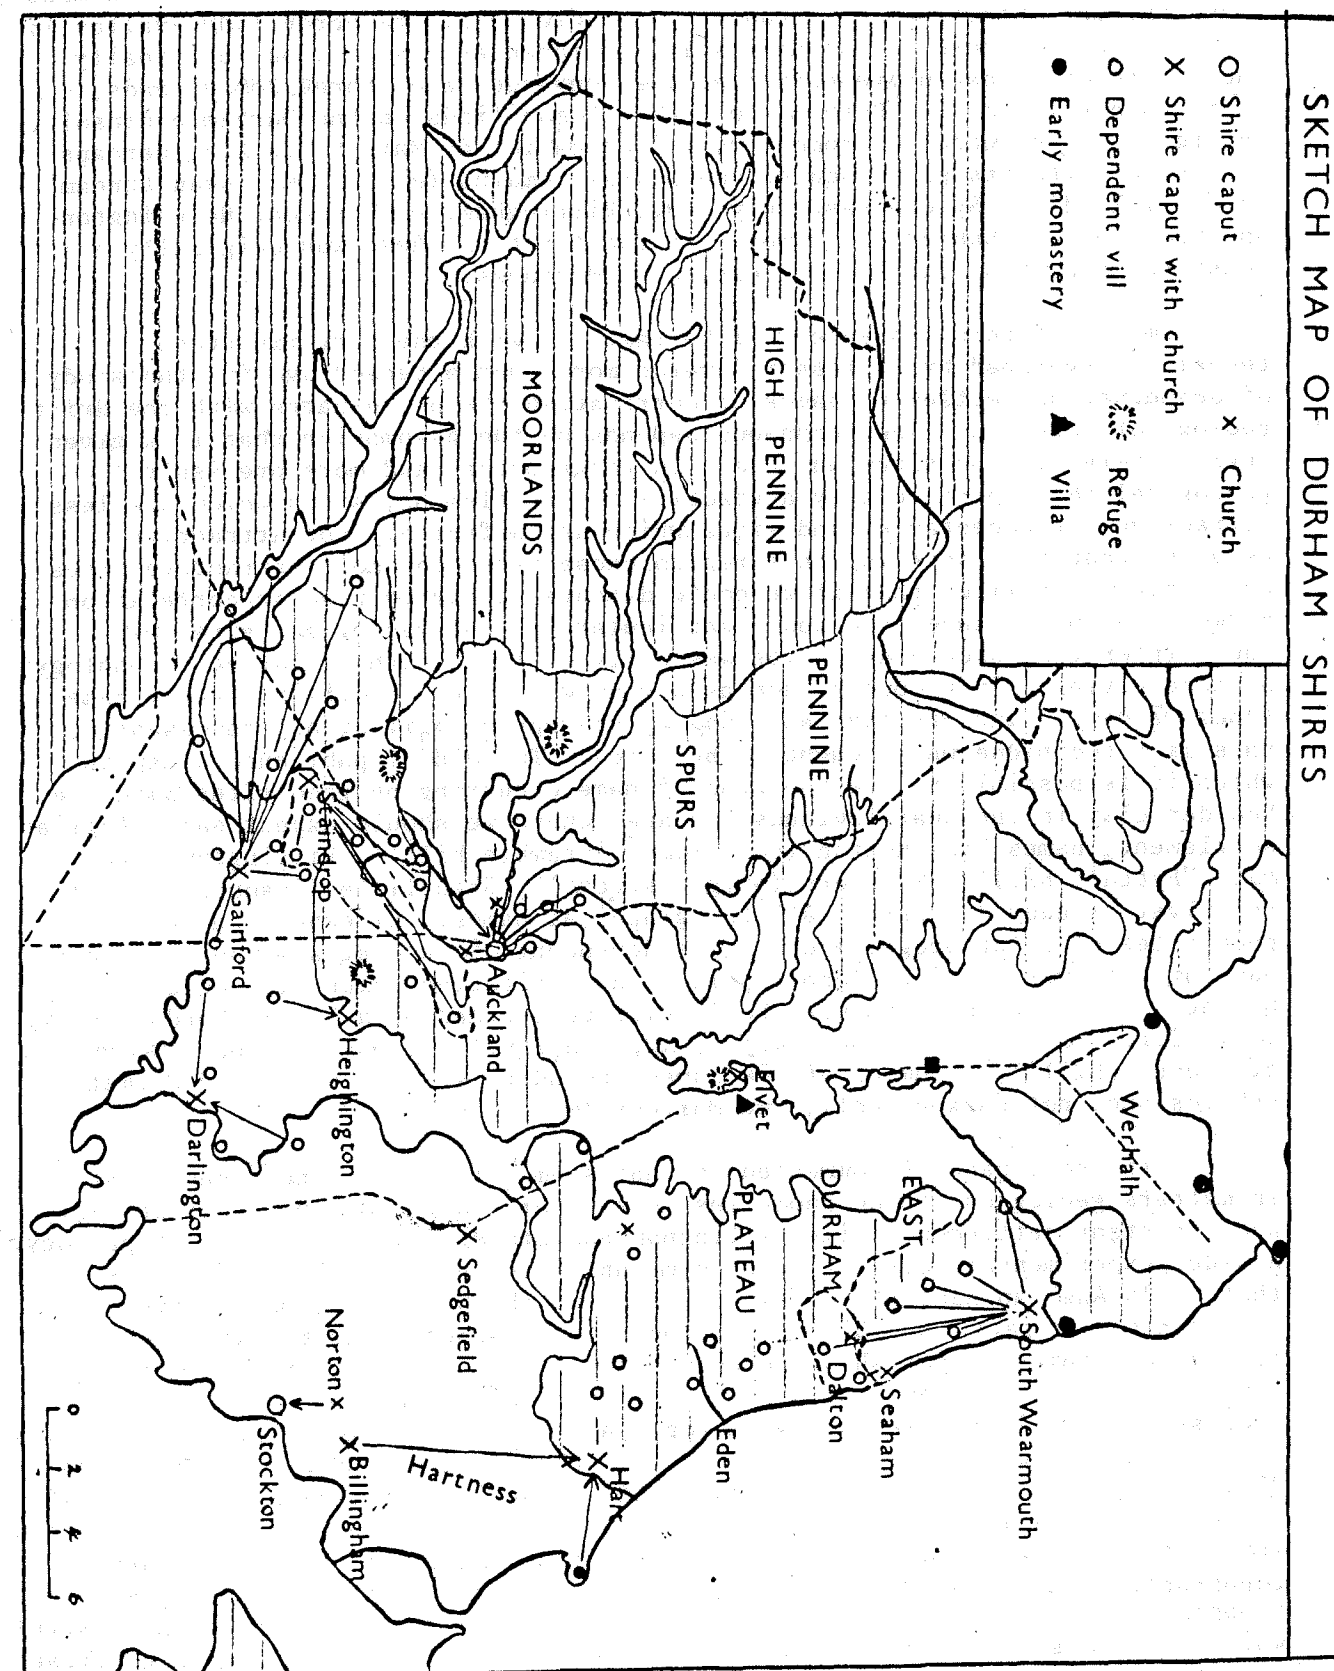 SKETCH MAP OF DURHAM SHIRES
O Shire caput
X Shire caput with church
o Dependent vill
● Early monastery
x Church
Refuge
▲ Villa
HIGH PENNINE
MOORLANDS
PENNINE
SPURS
EAST
DURHAM
PLATEAU
Werhalh
South Wearmouth
Seaham
Dalton
Eden
Elvet
Hart
Hartness
Auckland
Staindrop
Gainford
Heighington
Darlington
Sedgefield
Norton
Billingham
Stockton
0 2 4 6